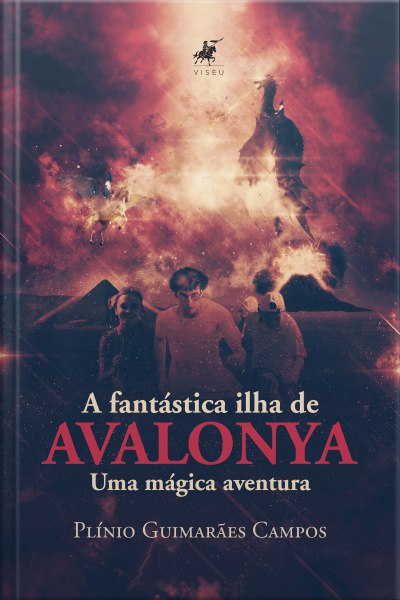 VISEU
A fantástica ilha de
AVALONYA
Uma mágica aventura
Plínio Guimarães Campos